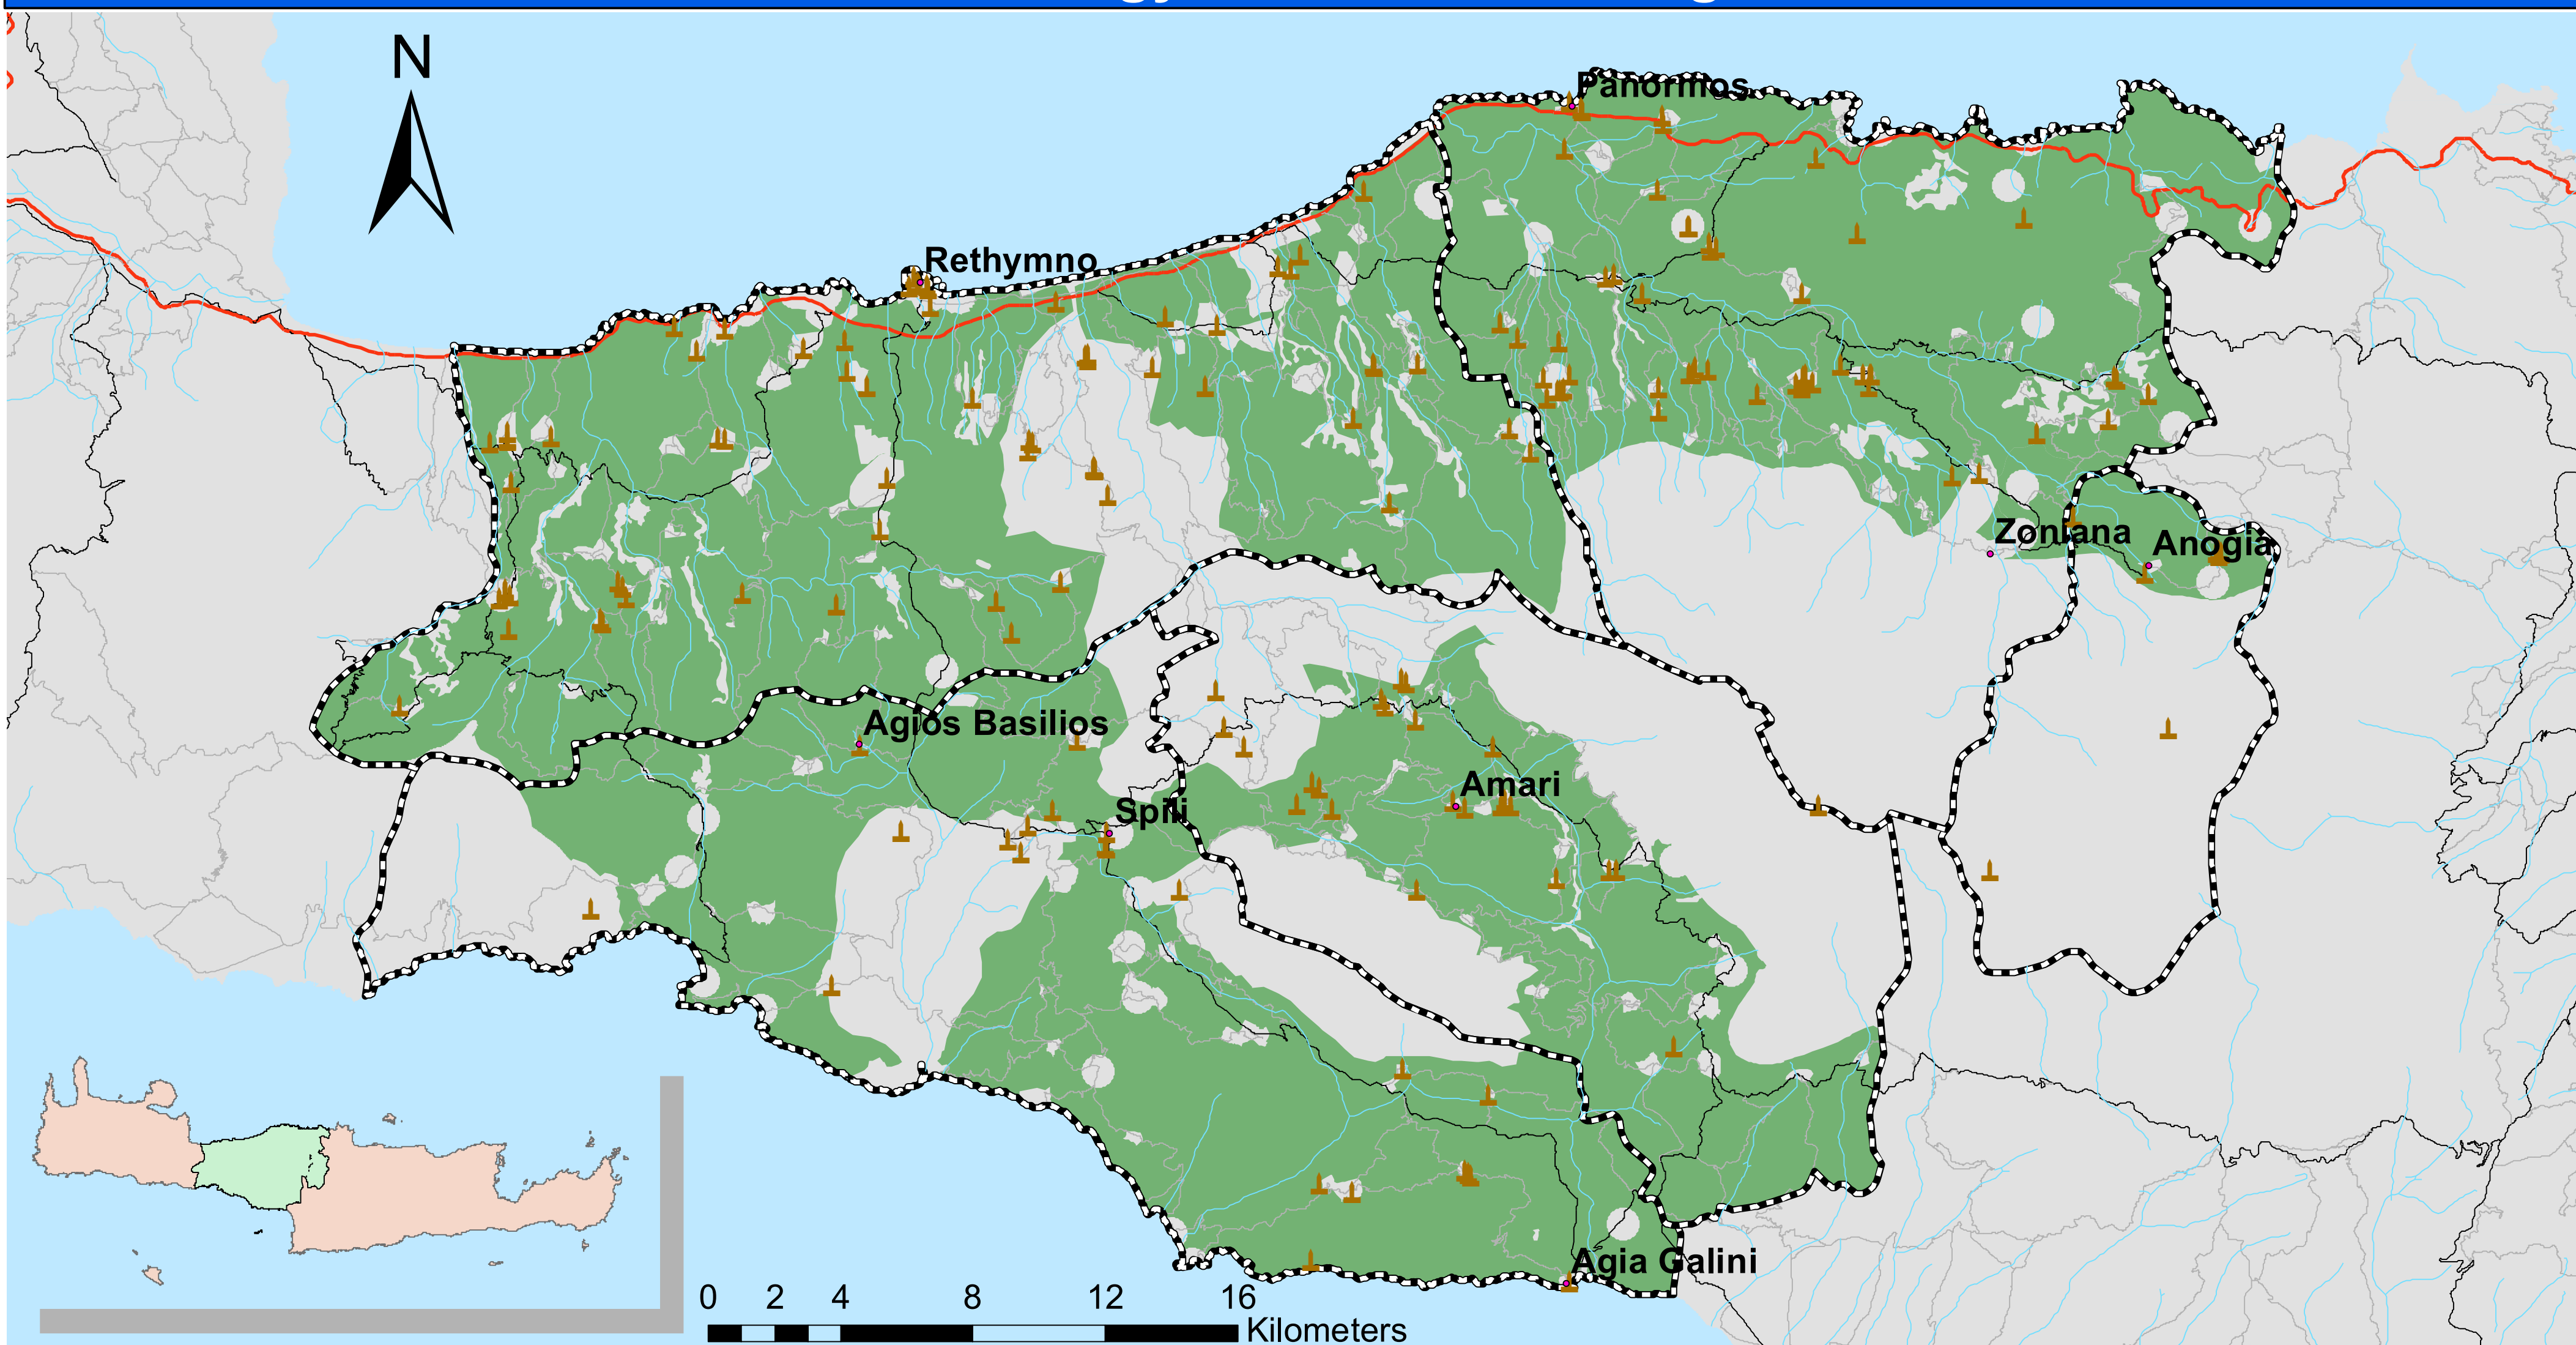 N
Panormos
Rethymno
Zoniana
Anogia
Agios Basilios
Amari
Spili
Agia Galini
0 2 4 8 12 16
Kilometers